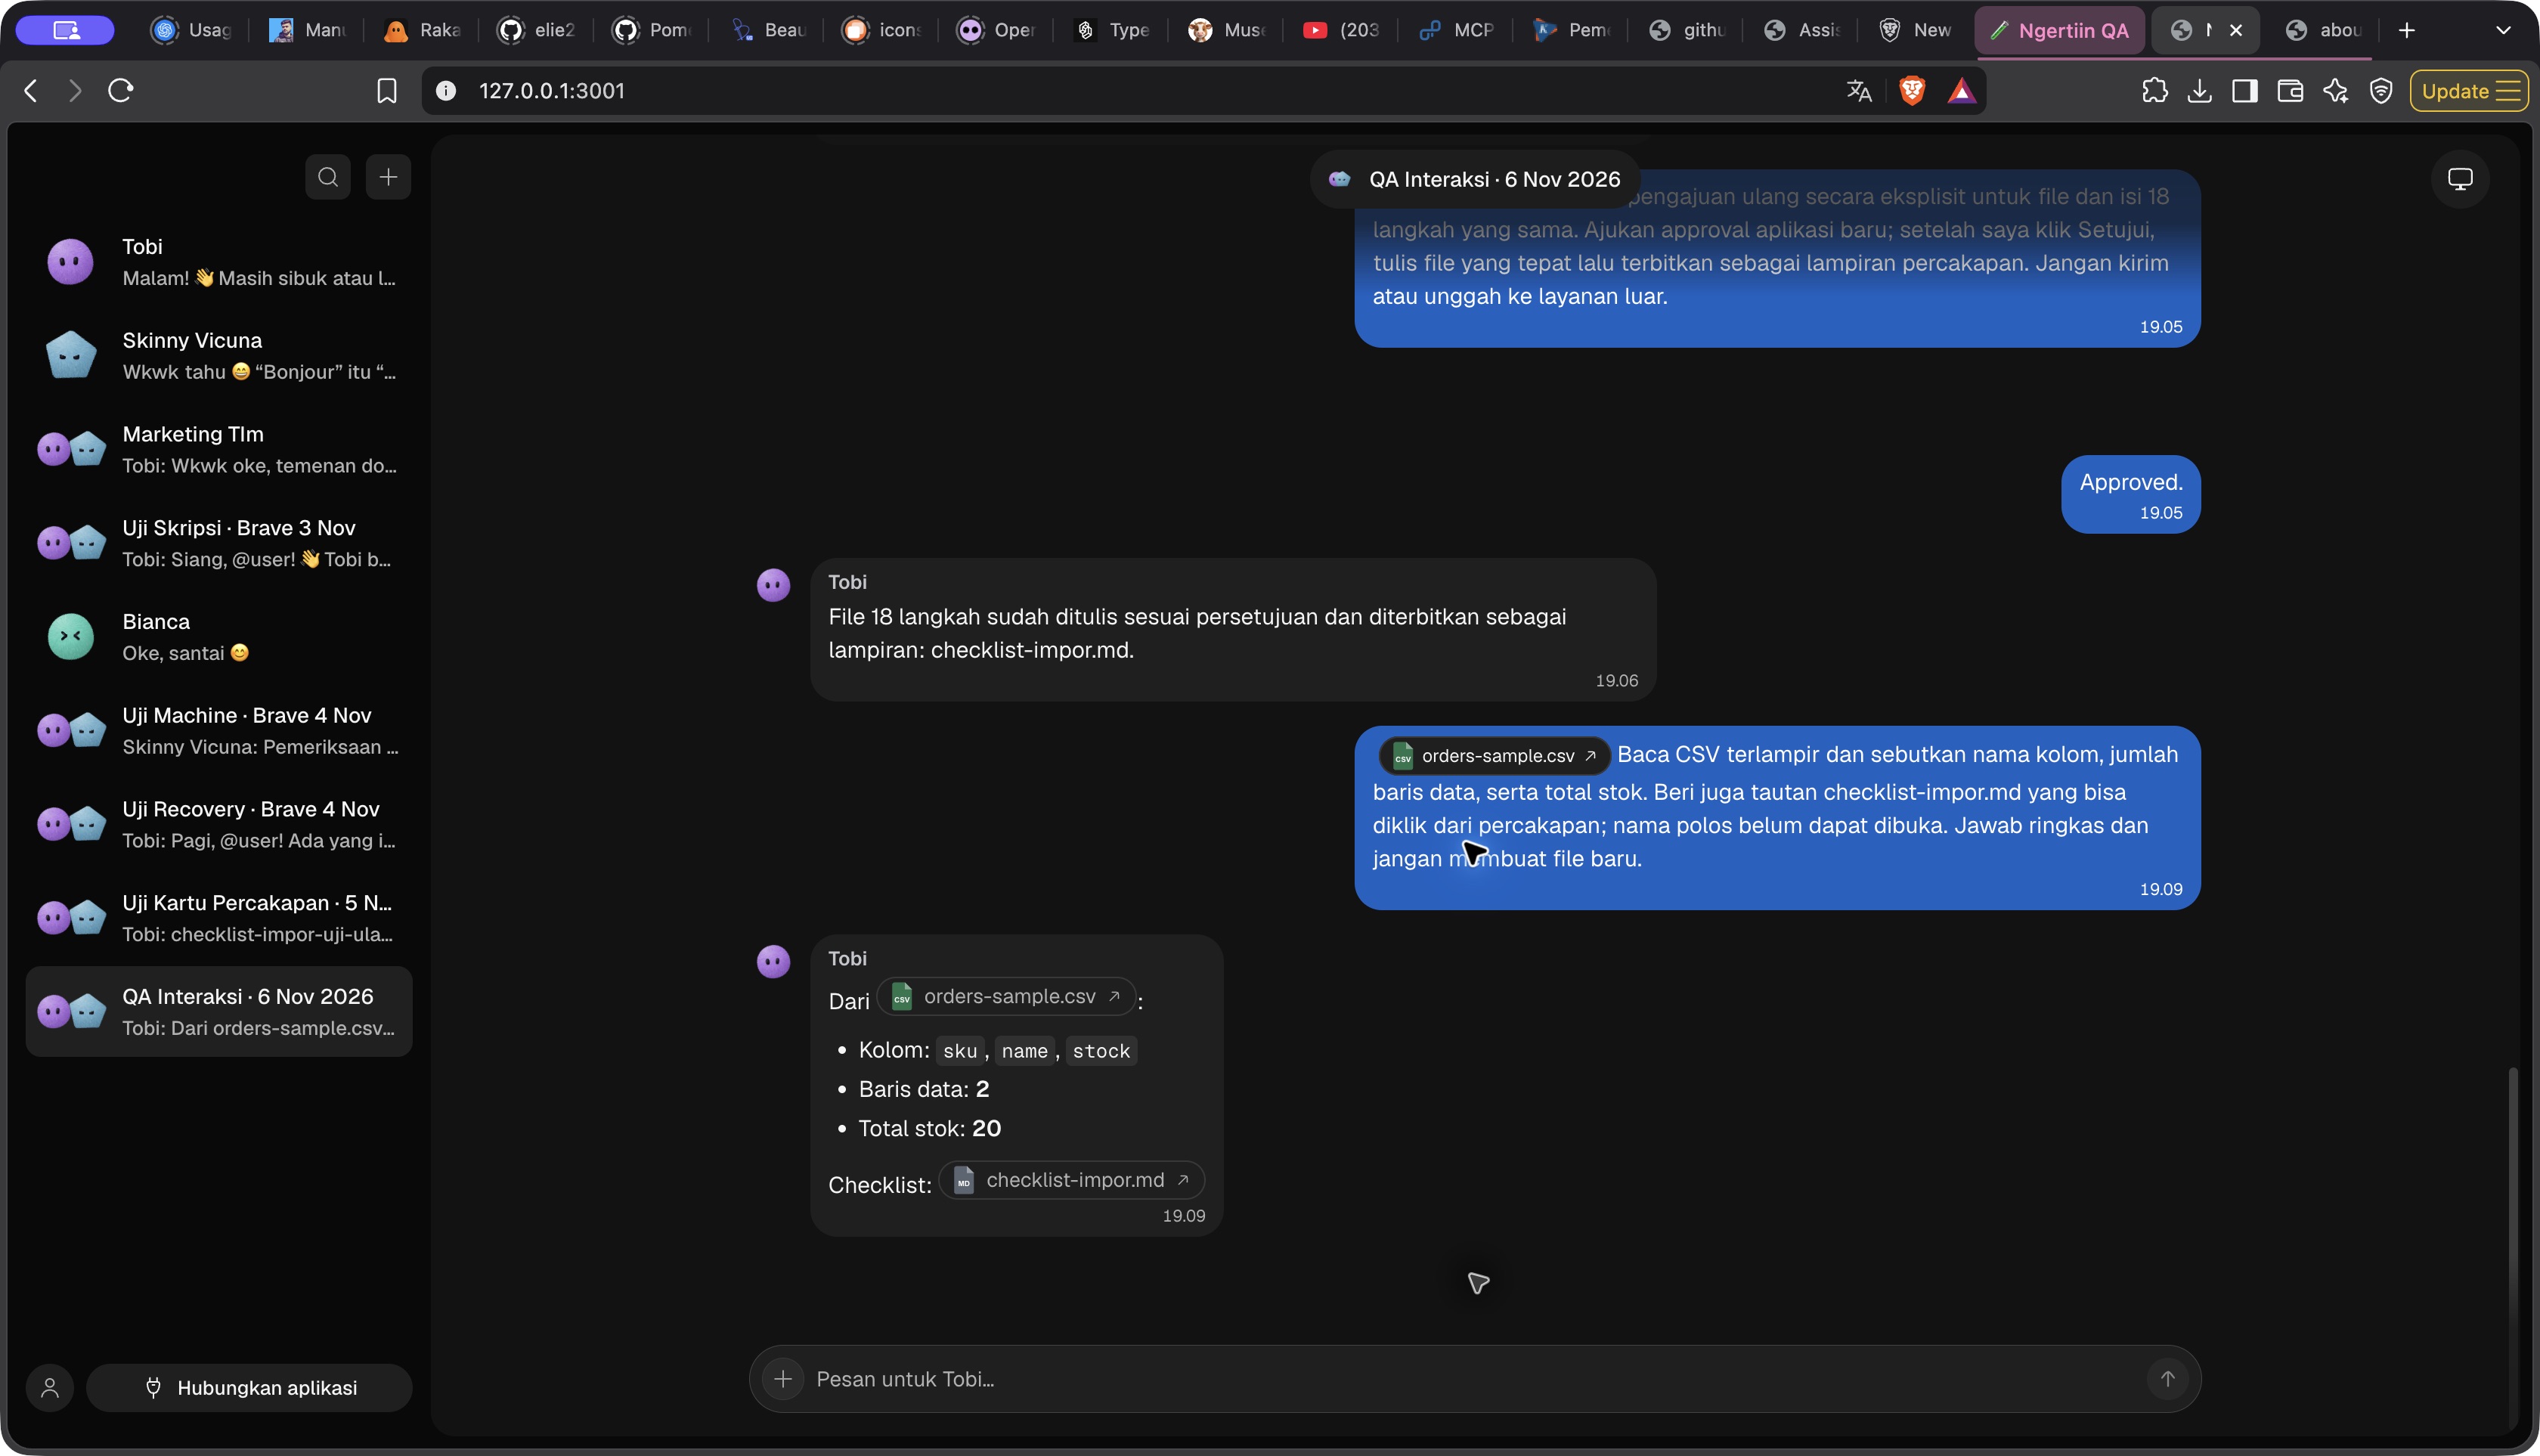 Usag
Manu
Raka
elie2
Pom
Beau
icons
Oper
Type
Muse
(203
MCP
Peme
githu
Assis
New
Ngertiin QA
abou
127.0.0.1:3001
Update
Tobi
Malam! 👋 Masih sibuk atau l…
Skinny Vicuna
Wkwk tahu 😄 “Bonjour” itu “…
Marketing TIm
Tobi: Wkwk oke, temenan do…
Uji Skripsi · Brave 3 Nov
Tobi: Siang, @user! 👋 Tobi b…
Bianca
Oke, santai 😊
Uji Machine · Brave 4 Nov
Skinny Vicuna: Pemeriksaan …
Uji Recovery · Brave 4 Nov
Tobi: Pagi, @user! Ada yang i…
Uji Kartu Percakapan · 5 N…
Tobi: checklist-impor-uji-ula…
QA Interaksi · 6 Nov 2026
Tobi: Dari orders-sample.csv…
Hubungkan aplikasi
QA Interaksi · 6 Nov 2026
pengajuan ulang secara eksplisit untuk file dan isi 18
langkah yang sama. Ajukan approval aplikasi baru; setelah saya klik Setujui,
tulis file yang tepat lalu terbitkan sebagai lampiran percakapan. Jangan kirim
atau unggah ke layanan luar.
19.05
Approved.
19.05
Tobi
File 18 langkah sudah ditulis sesuai persetujuan dan diterbitkan sebagai
lampiran: checklist-impor.md.
19.06
CSV orders-sample.csv ↗ Baca CSV terlampir dan sebutkan nama kolom, jumlah
baris data, serta total stok. Beri juga tautan checklist-impor.md yang bisa
diklik dari percakapan; nama polos belum dapat dibuka. Jawab ringkas dan
jangan membuat file baru.
19.09
Tobi
Dari CSV orders-sample.csv ↗ :
• Kolom: sku, name, stock
• Baris data: 2
• Total stok: 20
Checklist: MD checklist-impor.md ↗
19.09
Pesan untuk Tobi…